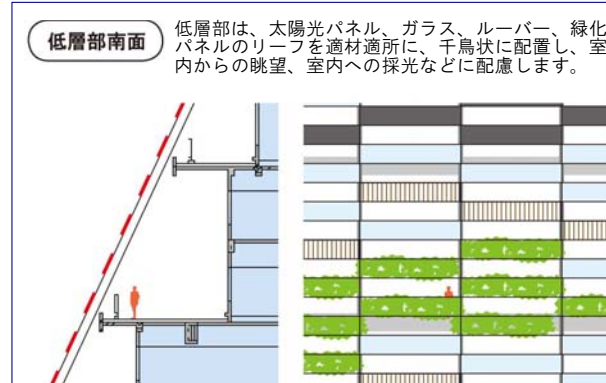 低層部南面
低層部は、太陽光パネル、ガラス、ルーバー、緑化
パネルのリーフを適材適所に、千鳥状に配置し、室
内からの眺望、室内への採光などに配慮します。